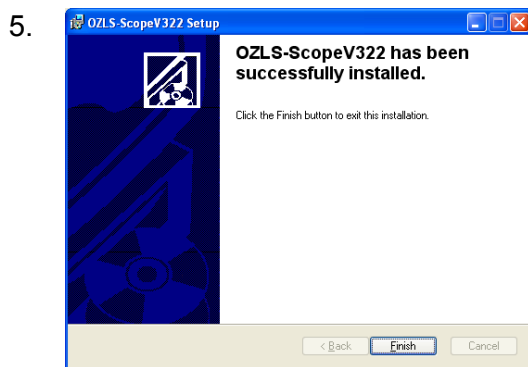 5.
OZLS-ScopeV322 Setup
OZLS-ScopeV322 has been
successfully installed.
Click the Finish button to exit this installation.
< Back
Finish
Cancel